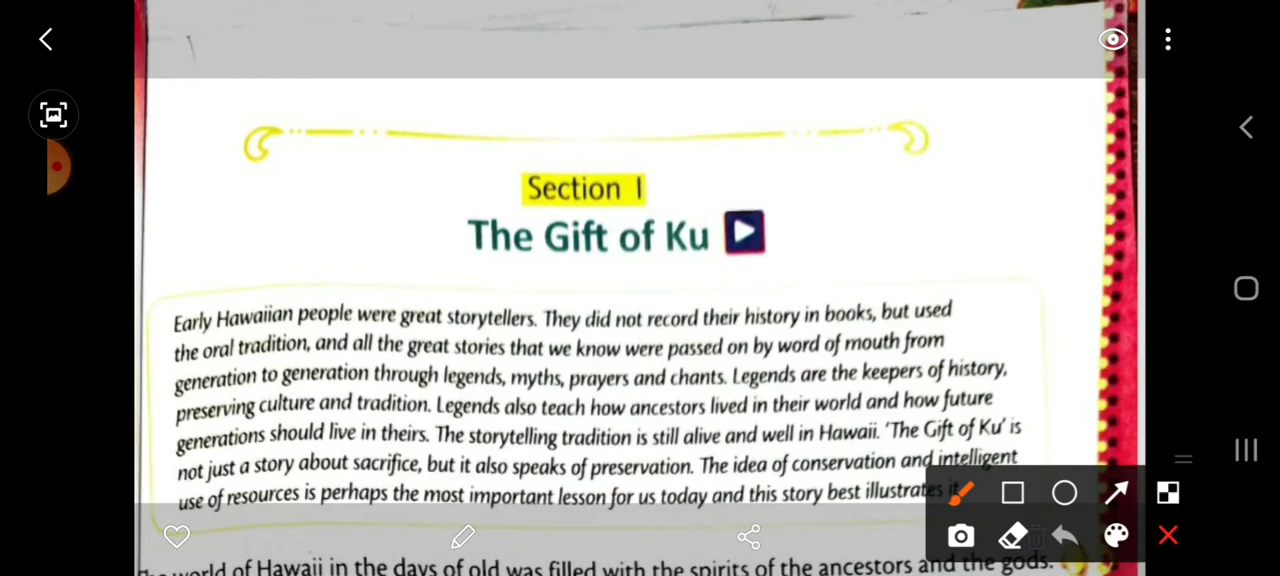 Section I
The Gift of Ku
Early Hawaiian people were great storytellers. They did not record their history in books, but used
the oral tradition, and all the great stories that we know were passed on by word of mouth from
generation to generation through legends, myths, prayers and chants. Legends are the keepers of history,
preserving culture and tradition. Legends also teach how ancestors lived in their world and how future
generations should live in theirs. The storytelling tradition is still alive and well in Hawaii. 'The Gift of Ku' is
not just a story about sacrifice, but it also speaks of preservation. The idea of conservation and intelligent
use of resources is perhaps the most important lesson for us today and this story best illustrates it.
world of Hawaii in the days of old was filled with the spirits of the ancestors and the gods.